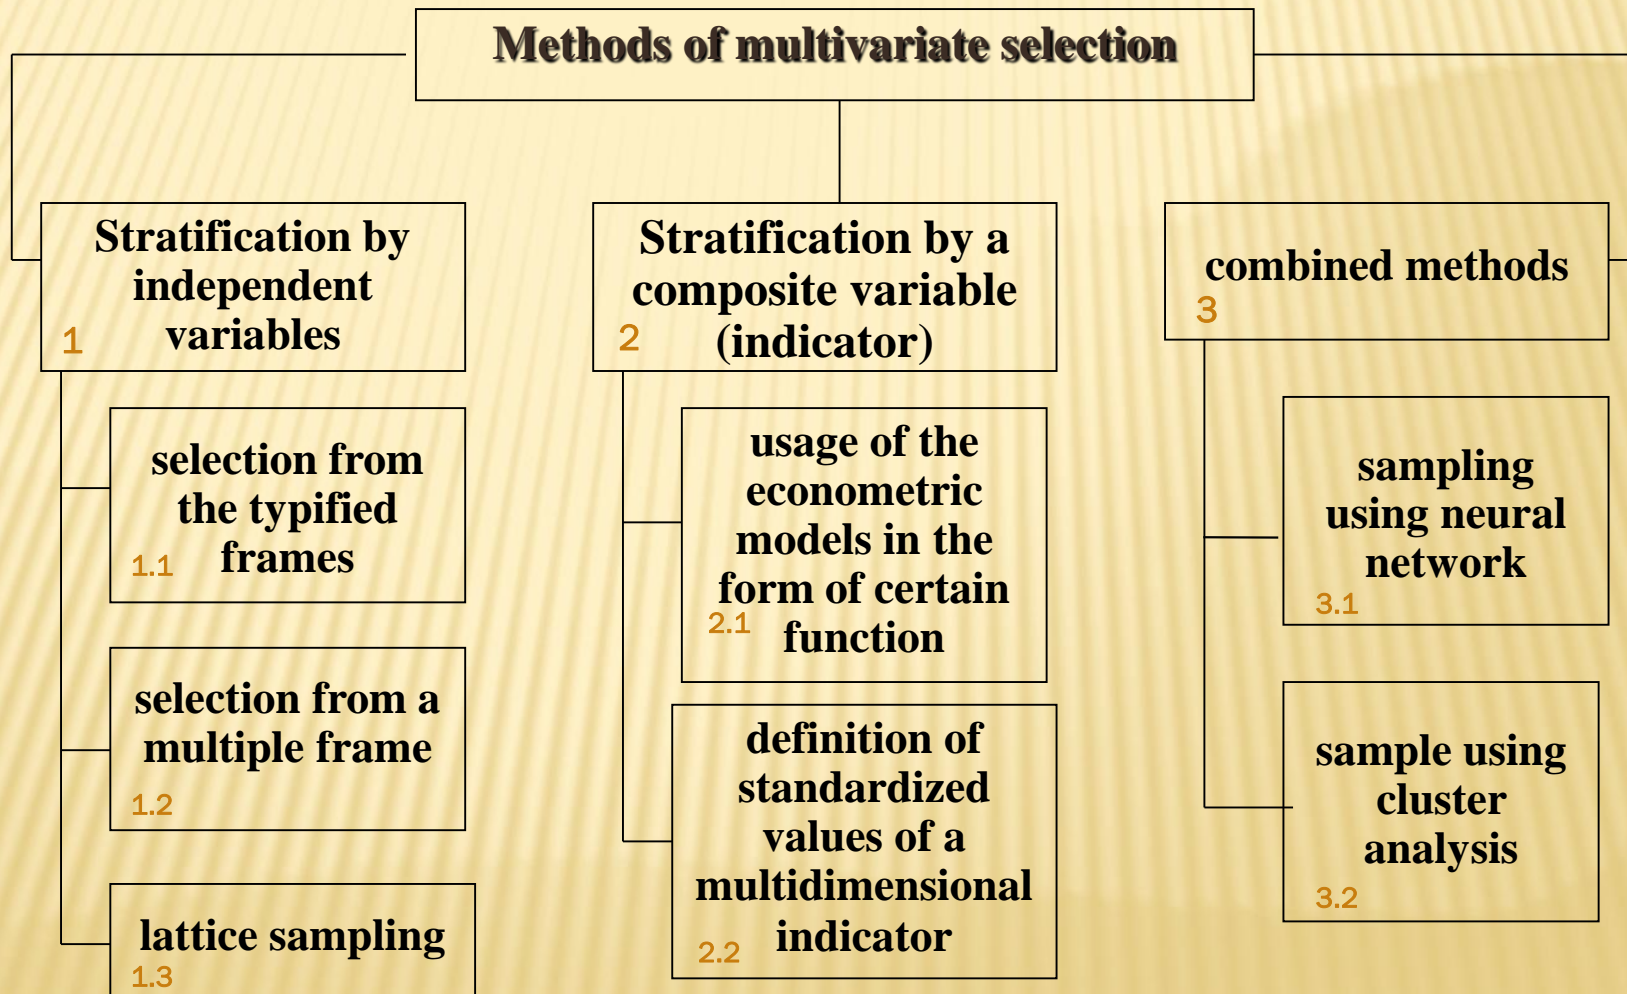 Methods of multivariate selection
Stratification by
independent
variables
1
selection from
the typified
frames
1.1
selection from a
multiple frame
1.2
lattice sampling
1.3
Stratification by a
composite variable
(indicator)
2
usage of the
econometric
models in the
form of certain
function
2.1
definition of
standardized
values of a
multidimensional
indicator
2.2
combined methods
3
sampling
using neural
network
3.1
sample using
cluster
analysis
3.2